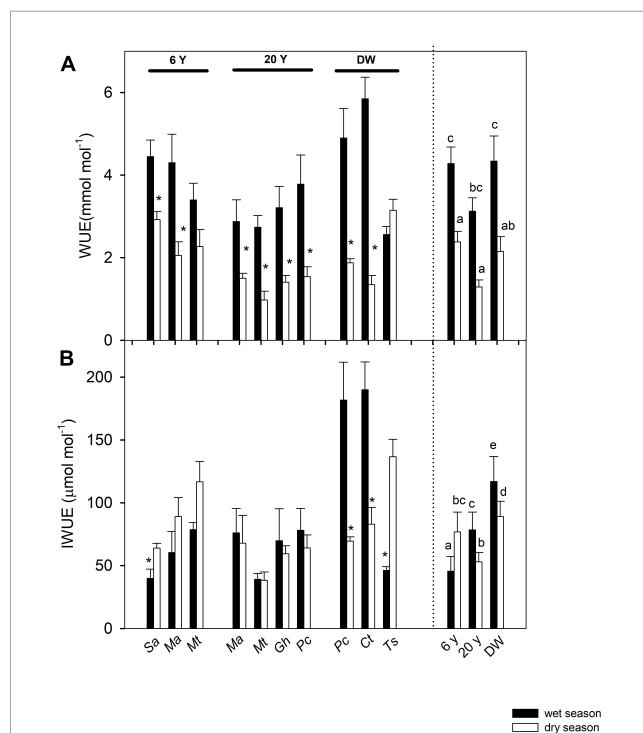 A
6 Y 20 Y DW
WUE(mmol mol⁻¹)
6
4
2
0
* * * * * * * *
c a bc a c ab
B
IWUE (μmol mol⁻¹)
200
150
100
50
0
* * * *
a bc c b e d
Sa Ma Mt Ma Mt Gh Pc Pc Ct Ts 6 y 20 y DW
wet season
dry season